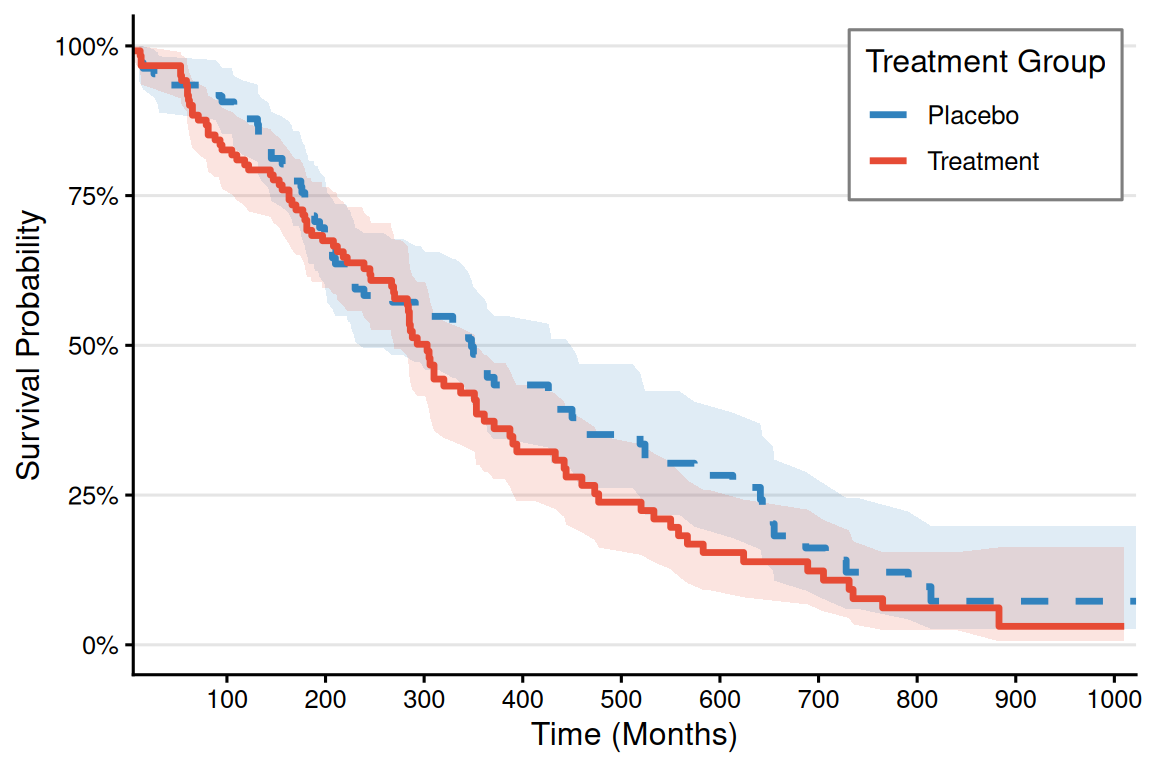 Treatment Group
Placebo
Treatment
Survival Probability
100%
75%
50%
25%
0%
100 200 300 400 500 600 700 800 900 1000
Time (Months)